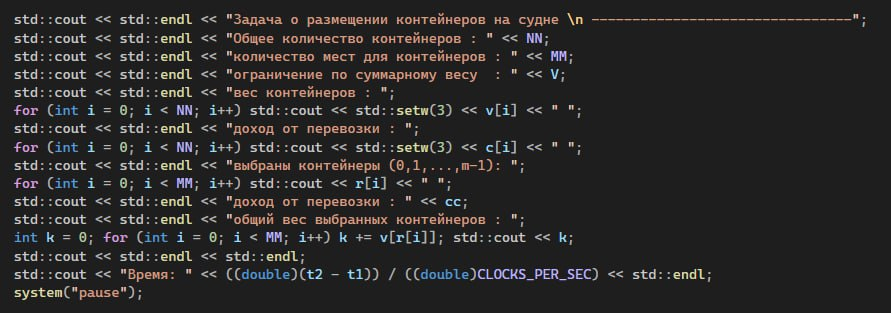 std::cout << std::endl << "Задача о размещении контейнеров на судне \n --------------------------------";
std::cout << std::endl << "Общее количество контейнеров : " << NN;
std::cout << std::endl << "количество мест для контейнеров : " << MM;
std::cout << std::endl << "ограничение по суммарному весу  : " << V;
std::cout << std::endl << "вес контейнеров : ";
for (int i = 0; i < NN; i++) std::cout << std::setw(3) << v[i] << " ";
std::cout << std::endl << "доход от перевозки : ";
for (int i = 0; i < NN; i++) std::cout << std::setw(3) << c[i] << " ";
std::cout << std::endl << "выбраны контейнеры (0,1,...,m-1): ";
for (int i = 0; i < MM; i++) std::cout << r[i] << " ";
std::cout << std::endl << "доход от перевозки : " << cc;
std::cout << std::endl << "общий вес выбранных контейнеров : ";
int k = 0; for (int i = 0; i < MM; i++) k += v[r[i]]; std::cout << k;
std::cout << std::endl << std::endl;
std::cout << "Время: " << ((double)(t2 - t1)) / ((double)CLOCKS_PER_SEC) << std::endl;
system("pause");